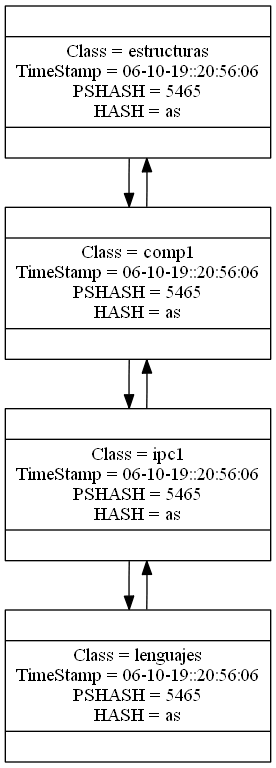 Class = estructuras
TimeStamp = 06-10-19::20:56:06
PSHASH = 5465
HASH = as
Class = comp1
TimeStamp = 06-10-19::20:56:06
PSHASH = 5465
HASH = as
Class = ipc1
TimeStamp = 06-10-19::20:56:06
PSHASH = 5465
HASH = as
Class = lenguajes
TimeStamp = 06-10-19::20:56:06
PSHASH = 5465
HASH = as